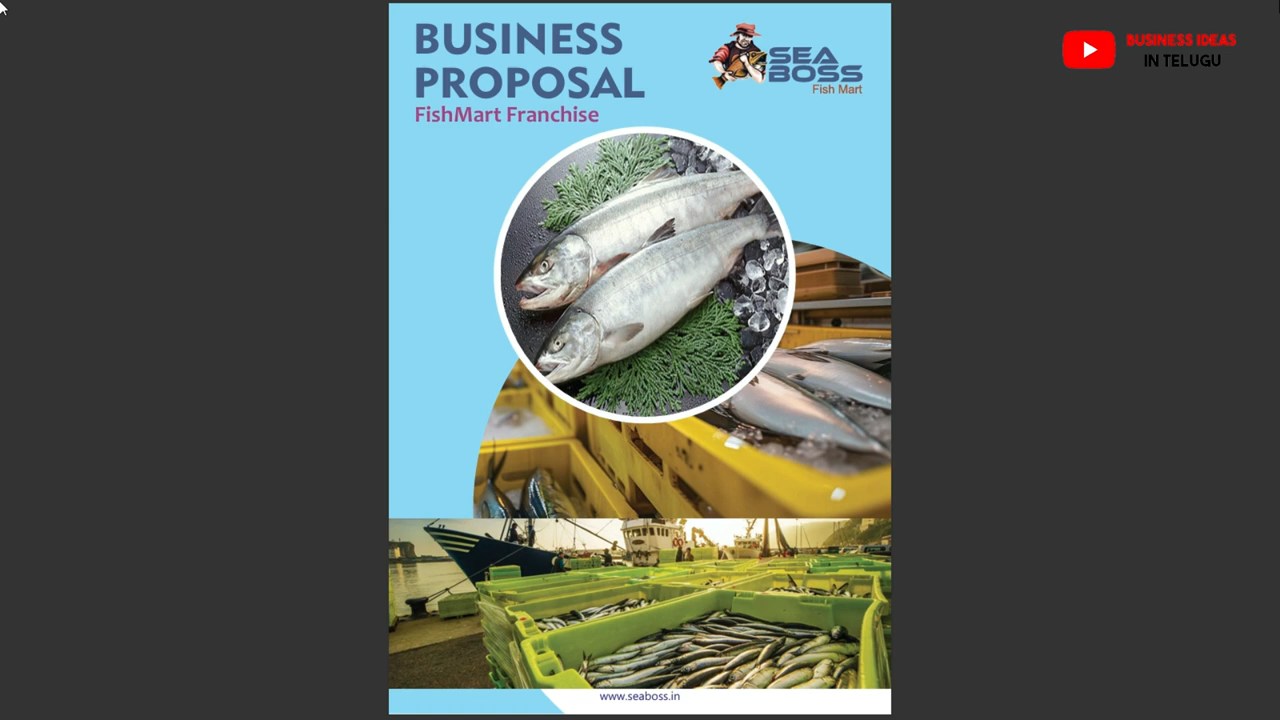 BUSINESS
PROPOSAL
FishMart Franchise
SEA
BOSS
Fish Mart
BUSINESS IDEAS
IN TELUGU
www.seaboss.in